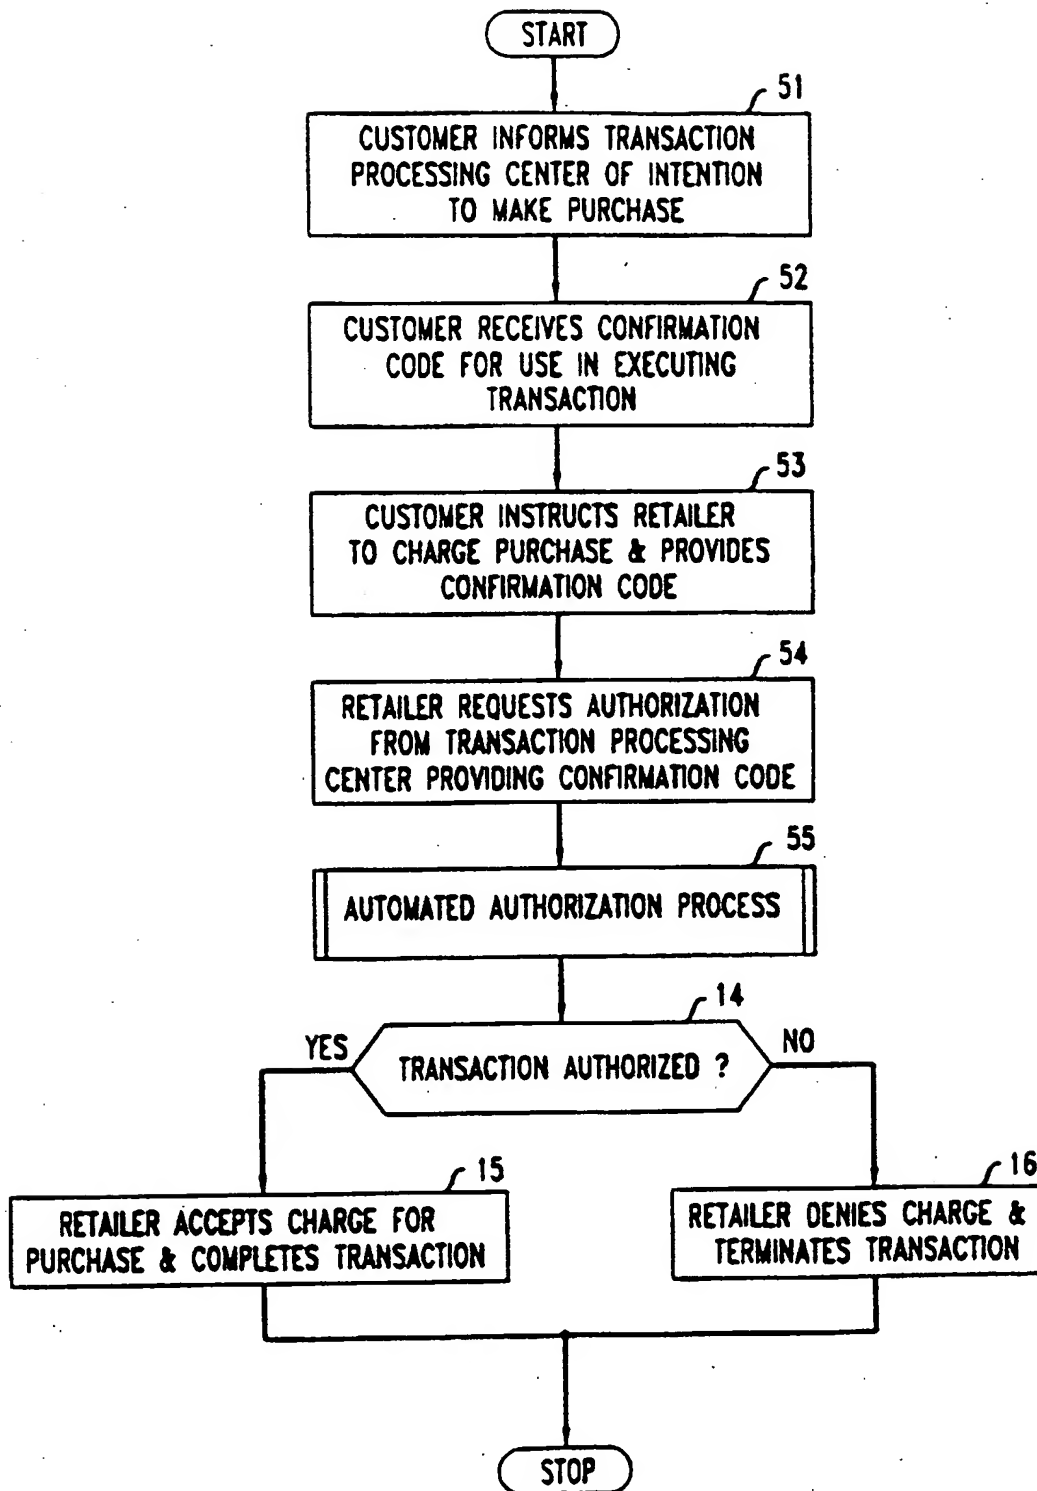 START
51
CUSTOMER INFORMS TRANSACTION
PROCESSING CENTER OF INTENTION
TO MAKE PURCHASE
52
CUSTOMER RECEIVES CONFIRMATION
CODE FOR USE IN EXECUTING
TRANSACTION
53
CUSTOMER INSTRUCTS RETAILER
TO CHARGE PURCHASE & PROVIDES
CONFIRMATION CODE
54
RETAILER REQUESTS AUTHORIZATION
FROM TRANSACTION PROCESSING
CENTER PROVIDING CONFIRMATION CODE
55
AUTOMATED AUTHORIZATION PROCESS
14
YES
TRANSACTION AUTHORIZED ?
NO
15
RETAILER ACCEPTS CHARGE FOR
PURCHASE & COMPLETES TRANSACTION
16
RETAILER DENIES CHARGE &
TERMINATES TRANSACTION
STOP